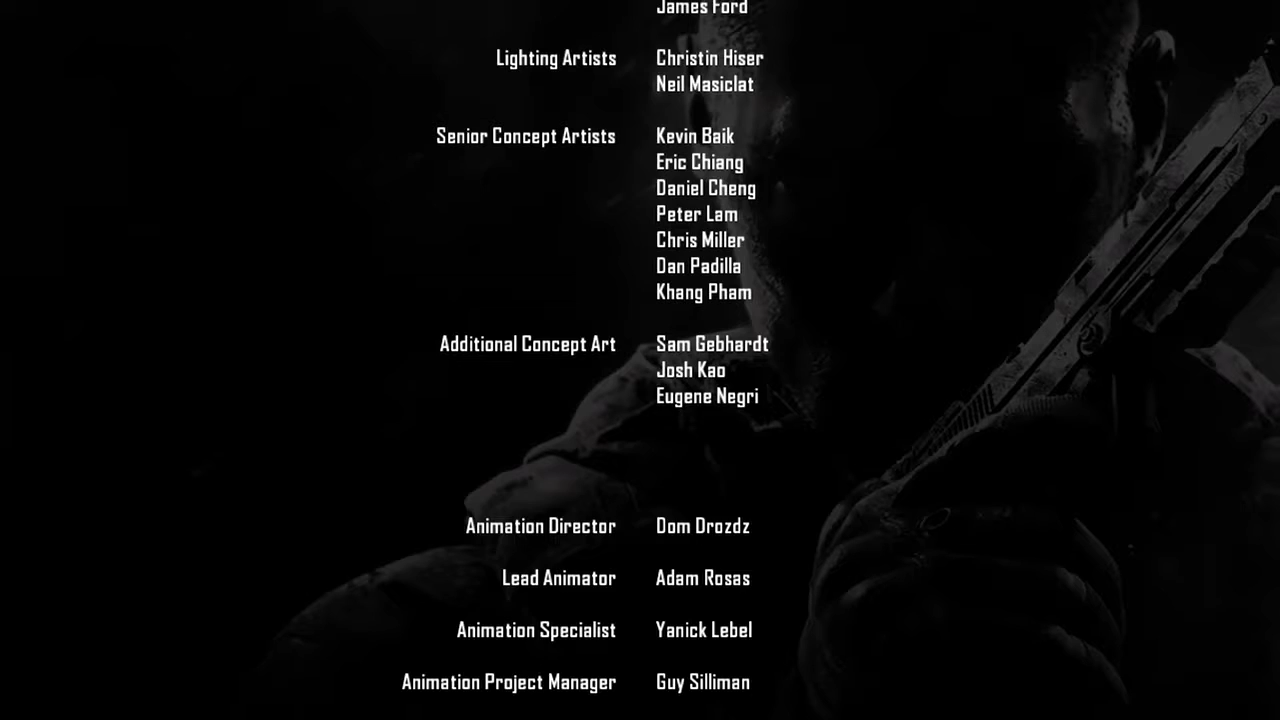 James Ford
Lighting Artists Christin Hiser
Neil Masiclat
Senior Concept Artists Kevin Baik
Eric Chiang
Daniel Cheng
Peter Lam
Chris Miller
Dan Padilla
Khang Pham
Additional Concept Art Sam Gebhardt
Josh Kao
Eugene Negri
Animation Director Dom Drozdz
Lead Animator Adam Rosas
Animation Specialist Yanick Lebel
Animation Project Manager Guy Silliman